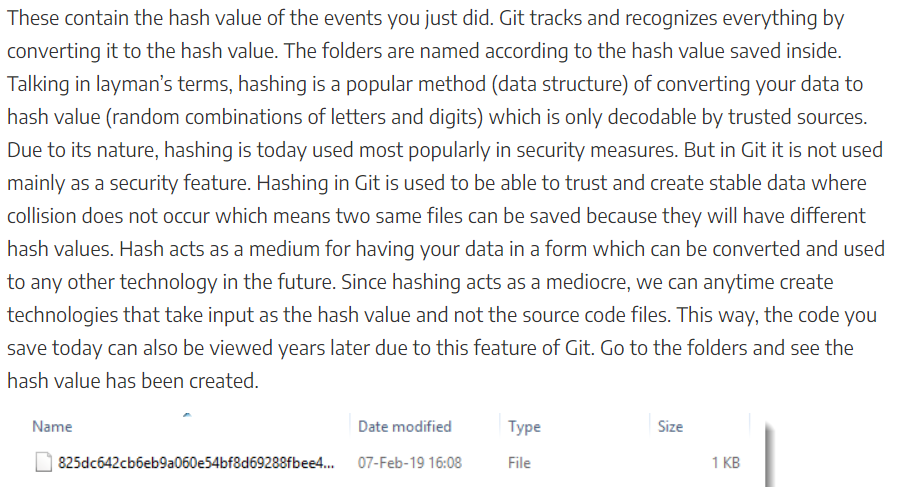 These contain the hash value of the events you just did. Git tracks and recognizes everything by
converting it to the hash value. The folders are named according to the hash value saved inside.
Talking in layman's terms, hashing is a popular method (data structure) of converting your data to
hash value (random combinations of letters and digits) which is only decodable by trusted sources.
Due to its nature, hashing is today used most popularly in security measures. But in Git it is not used
mainly as a security feature. Hashing in Git is used to be able to trust and create stable data where
collision does not occur which means two same files can be saved because they will have different
hash values. Hash acts as a medium for having your data in a form which can be converted and used
to any other technology in the future. Since hashing acts as a mediocre, we can anytime create
technologies that take input as the hash value and not the source code files. This way, the code you
save today can also be viewed years later due to this feature of Git. Go to the folders and see the
hash value has been created.
Name Date modified Type Size
825dc642cb6eb9a060e54bf8d69288fbee4... 07-Feb-19 16:08 File 1 KB